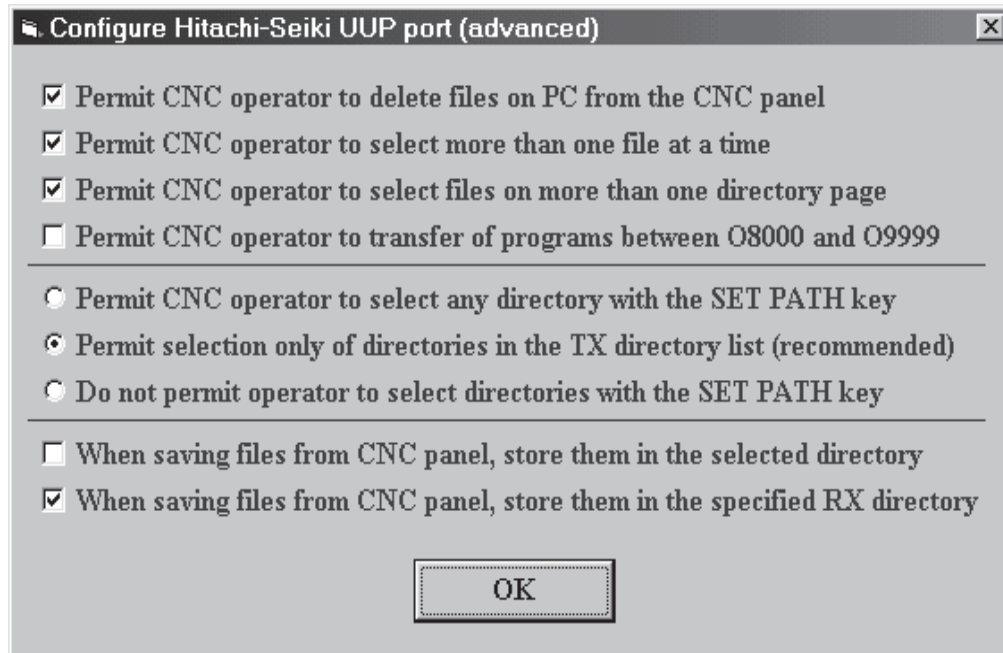 Configure Hitachi-Seiki UUP port (advanced)
Permit CNC operator to delete files on PC from the CNC panel
Permit CNC operator to select more than one file at a time
Permit CNC operator to select files on more than one directory page
Permit CNC operator to transfer of programs between O8000 and O9999
Permit CNC operator to select any directory with the SET PATH key
Permit selection only of directories in the TX directory list (recommended)
Do not permit operator to select directories with the SET PATH key
When saving files from CNC panel, store them in the selected directory
When saving files from CNC panel, store them in the specified RX directory
OK